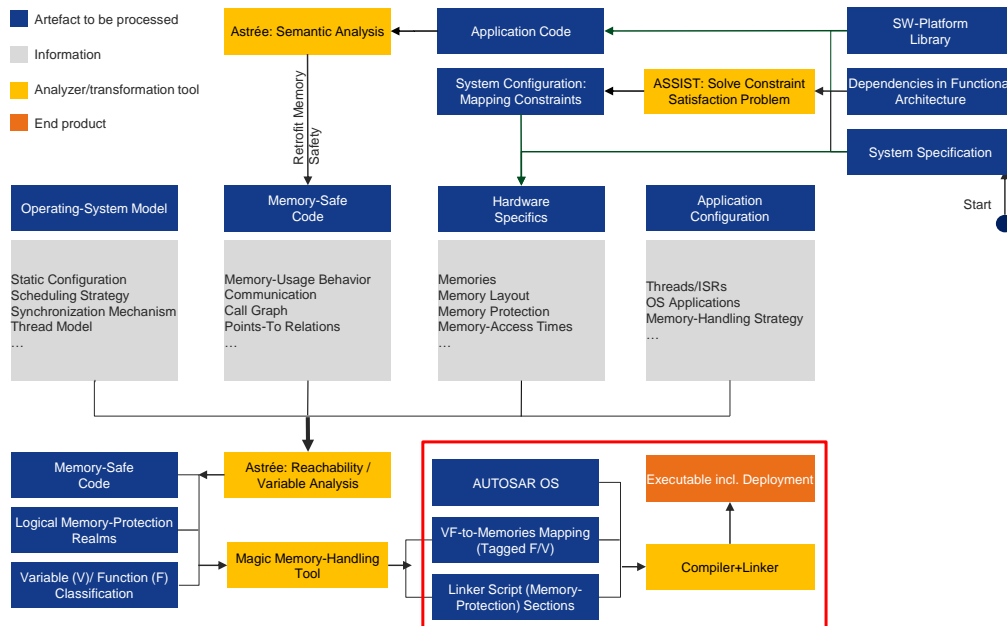 Artefact to be processed
Information
Analyzer/transformation tool
End product
Astrée: Semantic Analysis
Application Code
SW-Platform
Library
System Configuration:
Mapping Constraints
ASSIST: Solve Constraint
Satisfaction Problem
Dependencies in Functional
Architecture
System Specification
Start
Retrofit Memory
Safety
Operating-System Model
Memory-Safe
Code
Hardware
Specifics
Application
Configuration
Static Configuration
Scheduling Strategy
Synchronization Mechanism
Thread Model
…
Memory-Usage Behavior
Communication
Call Graph
Points-To Relations
…
Memories
Memory Layout
Memory Protection
Memory-Access Times
…
Threads/ISRs
OS Applications
Memory-Handling Strategy
…
Memory-Safe
Code
Astrée: Reachability /
Variable Analysis
Logical Memory-Protection
Realms
Variable (V)/ Function (F)
Classification
Magic Memory-Handling
Tool
AUTOSAR OS
VF-to-Memories Mapping
(Tagged F/V)
Linker Script (Memory-
Protection) Sections
Executable incl. Deployment
Compiler+Linker